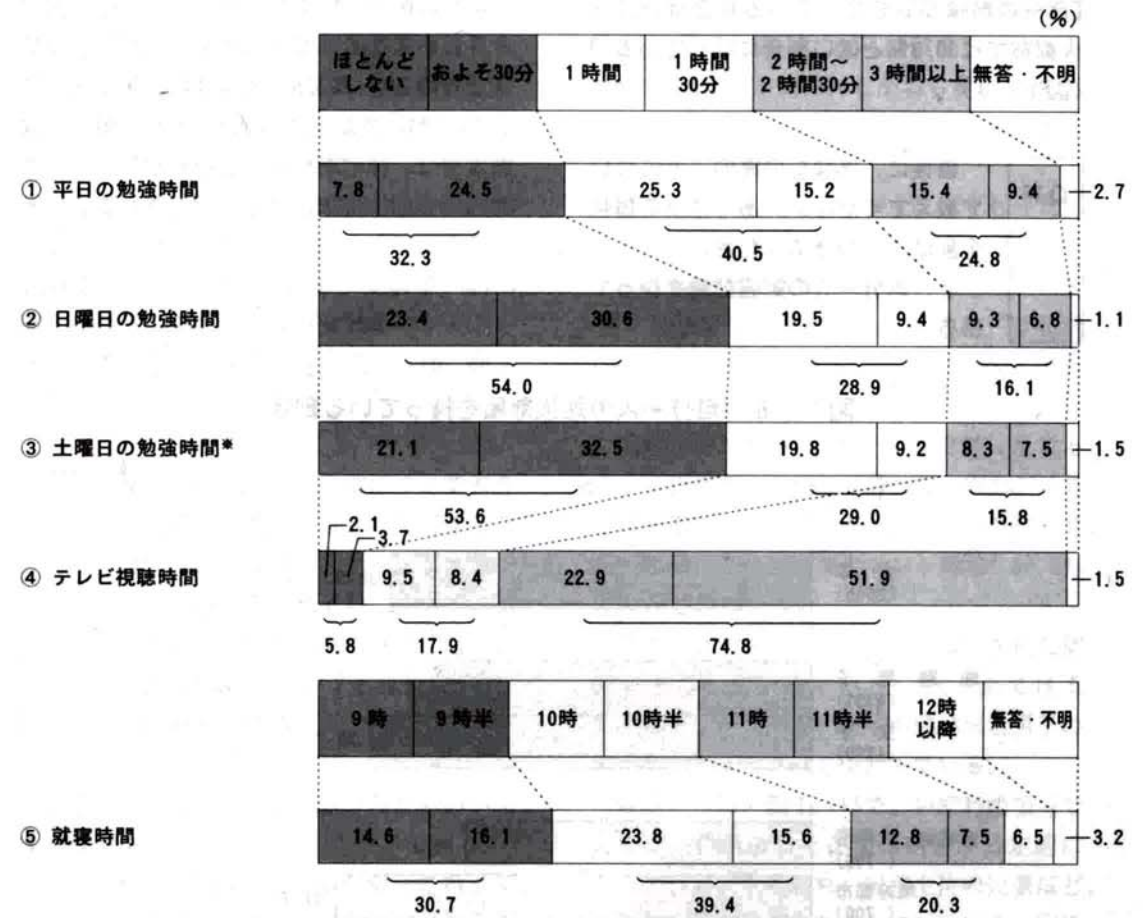 (%)
ほとんどしない およそ30分 1時間 1時間30分 2時間～2時間30分 3時間以上 無答・不明
① 平日の勉強時間 7.8 24.5 25.3 15.2 15.4 9.4 2.7
32.3 40.5 24.8
② 日曜日の勉強時間 23.4 30.6 19.5 9.4 9.3 6.8 1.1
54.0 28.9 16.1
③ 土曜日の勉強時間* 21.1 32.5 19.8 9.2 8.3 7.5 1.5
53.6 29.0 15.8
2.1
3.7
④ テレビ視聴時間 9.5 8.4 22.9 51.9 1.5
5.8 17.9 74.8
9時 9時半 10時 10時半 11時 11時半 12時以降 無答・不明
⑤ 就寝時間 14.6 16.1 23.8 15.6 12.8 7.5 6.5 3.2
30.7 39.4 20.3